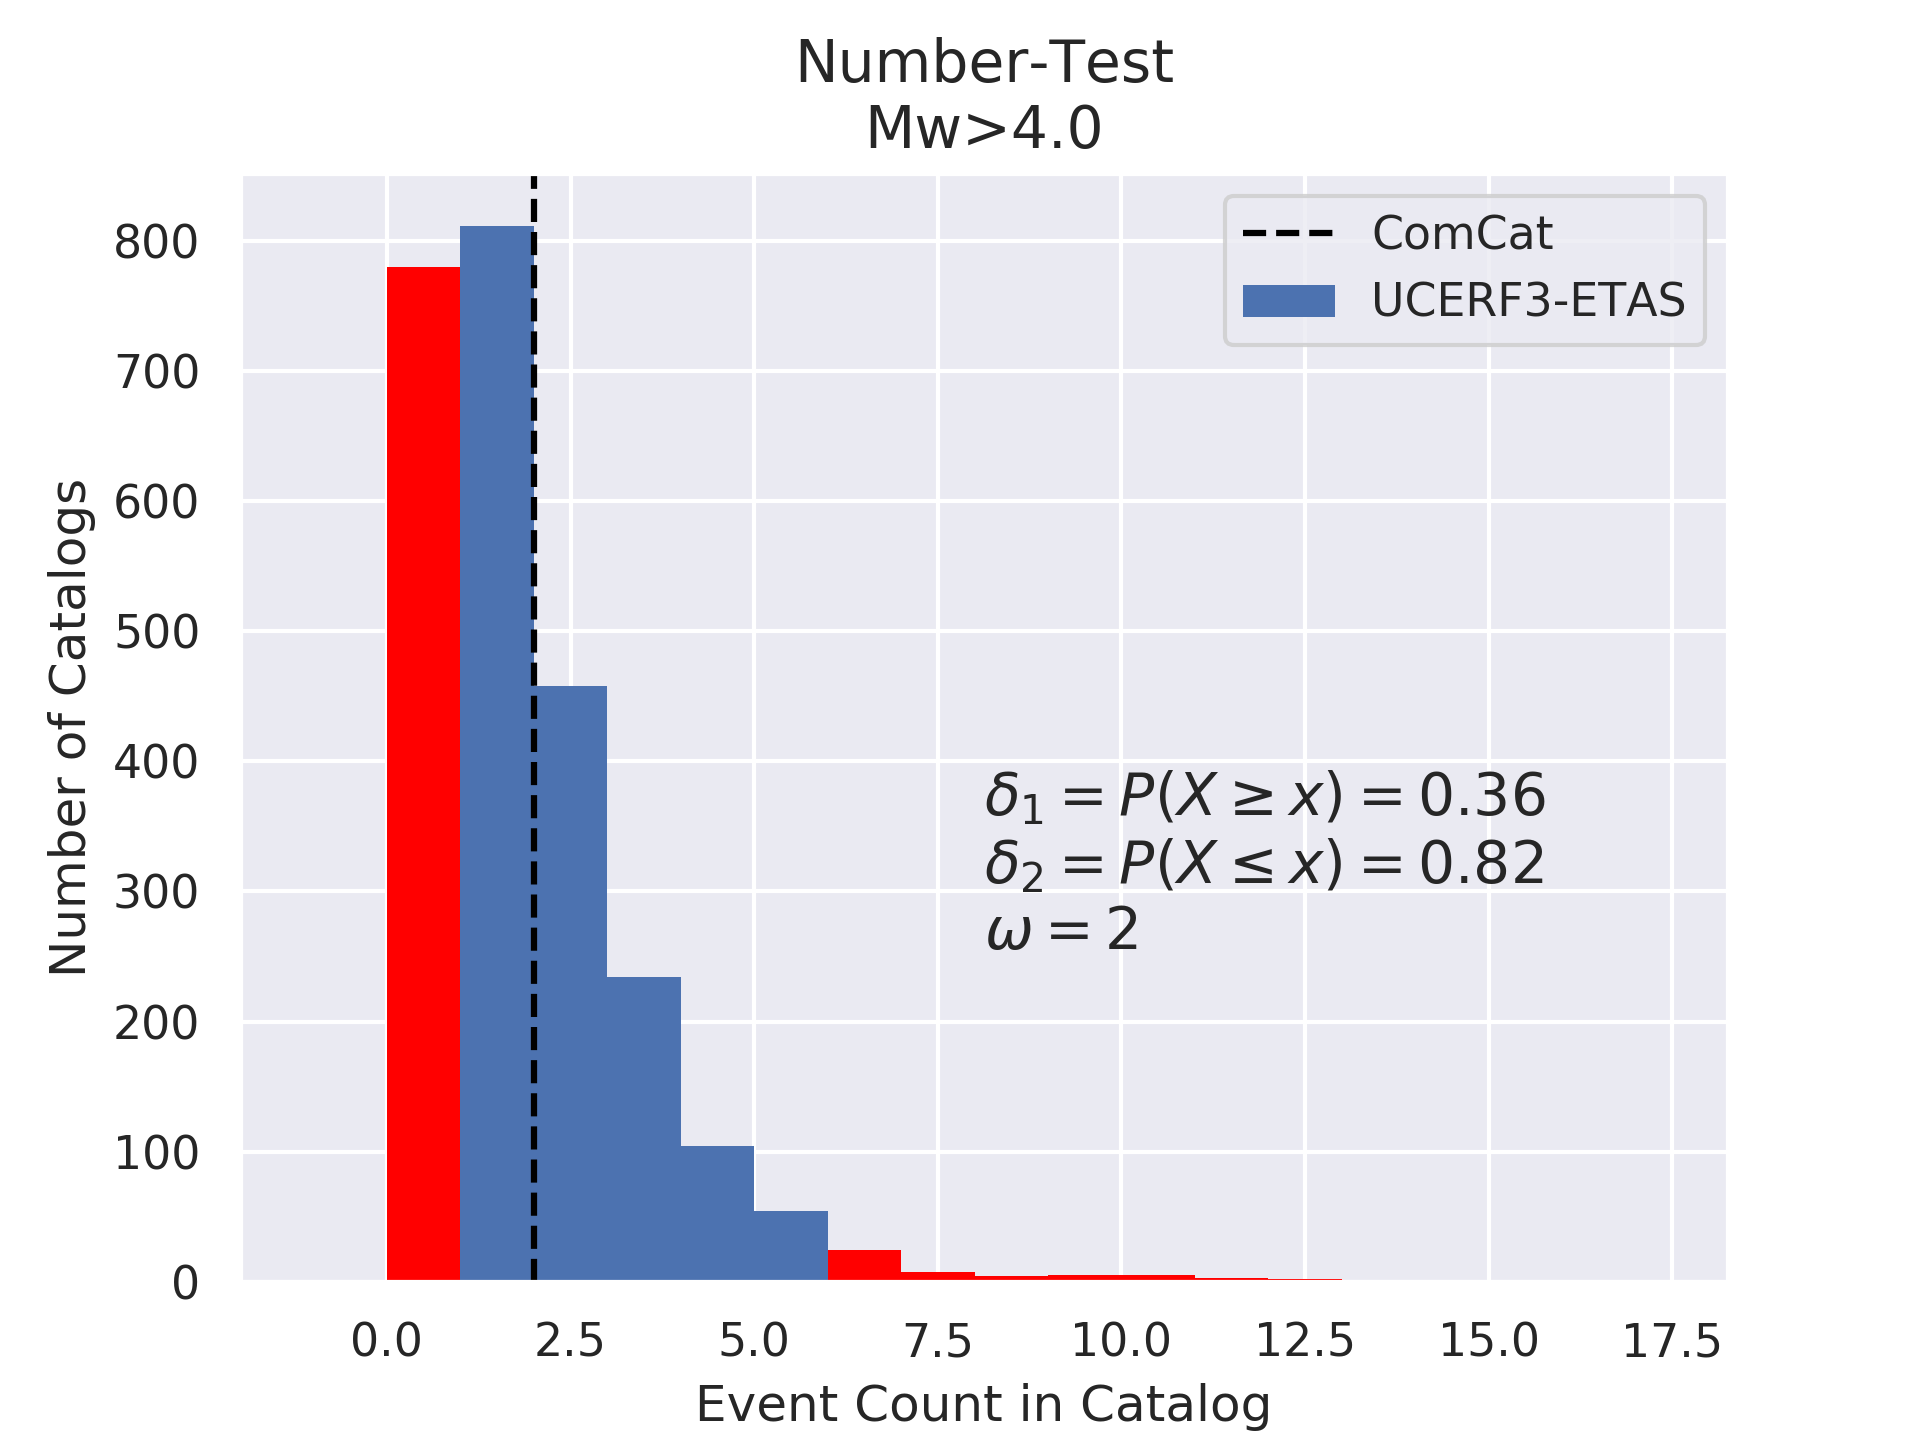 Number-Test
Mw>4.0
ComCat
UCERF3-ETAS
800
700
600
500
400
300
200
100
0
Number of Catalogs
δ₁ = P(X ≥ x) = 0.36
δ₂ = P(X ≤ x) = 0.82
ω = 2
0.0 2.5 5.0 7.5 10.0 12.5 15.0 17.5
Event Count in Catalog